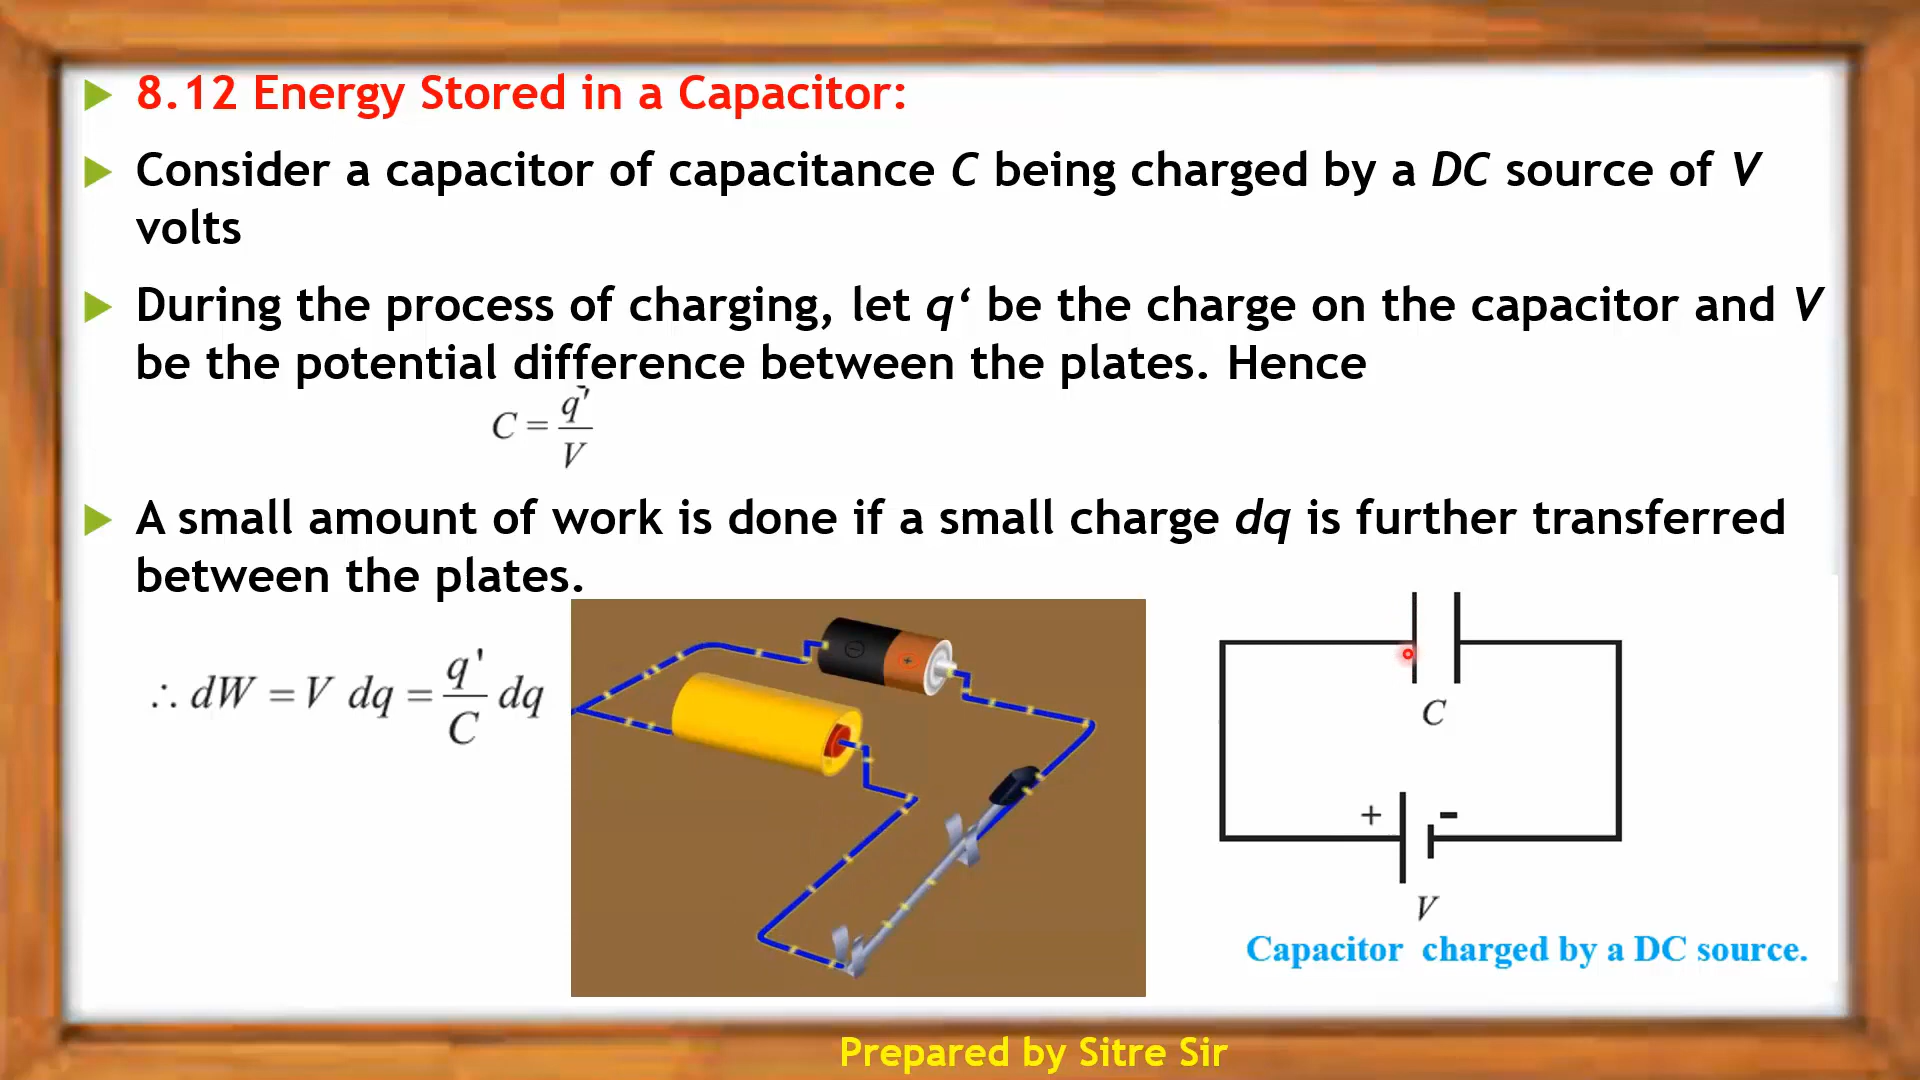 8.12 Energy Stored in a Capacitor:
Consider a capacitor of capacitance C being charged by a DC source of V
volts
During the process of charging, let q‘ be the charge on the capacitor and V
be the potential difference between the plates. Hence
C = q'/V
A small amount of work is done if a small charge dq is further transferred
between the plates.
∴ dW = V dq = q'/C dq
C
+ -
V
Capacitor charged by a DC source.
Prepared by Sitre Sir